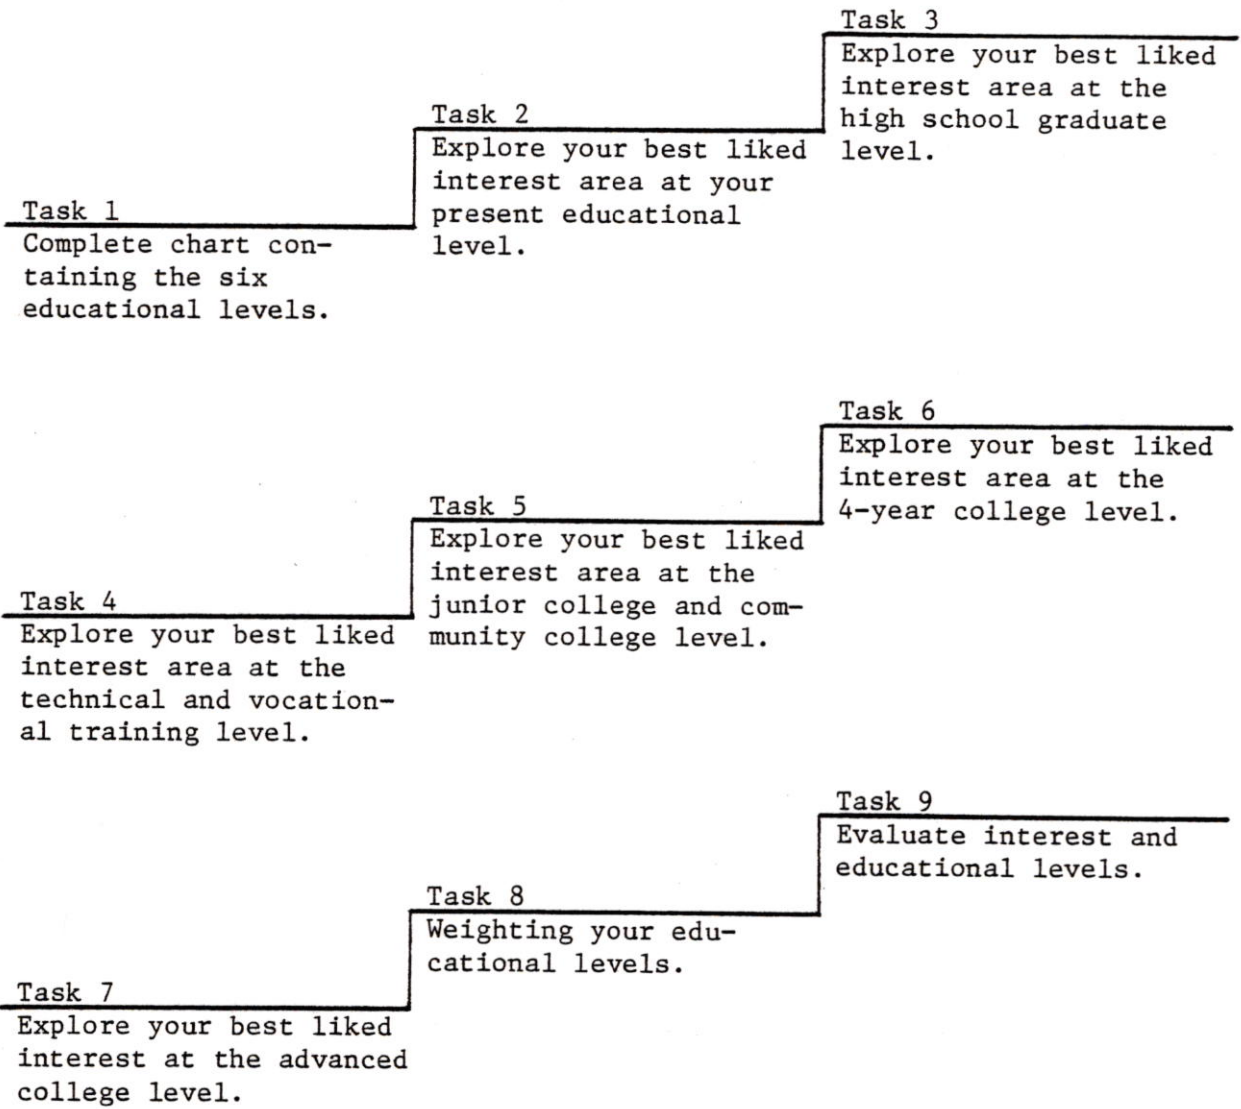 Task 1
Complete chart con-
taining the six
educational levels.
Task 2
Explore your best liked
interest area at your
present educational
level.
Task 3
Explore your best liked
interest area at the
high school graduate
level.
Task 4
Explore your best liked
interest area at the
technical and vocation-
al training level.
Task 5
Explore your best liked
interest area at the
junior college and com-
munity college level.
Task 6
Explore your best liked
interest area at the
4-year college level.
Task 7
Explore your best liked
interest at the advanced
college level.
Task 8
Weighting your edu-
cational levels.
Task 9
Evaluate interest and
educational levels.